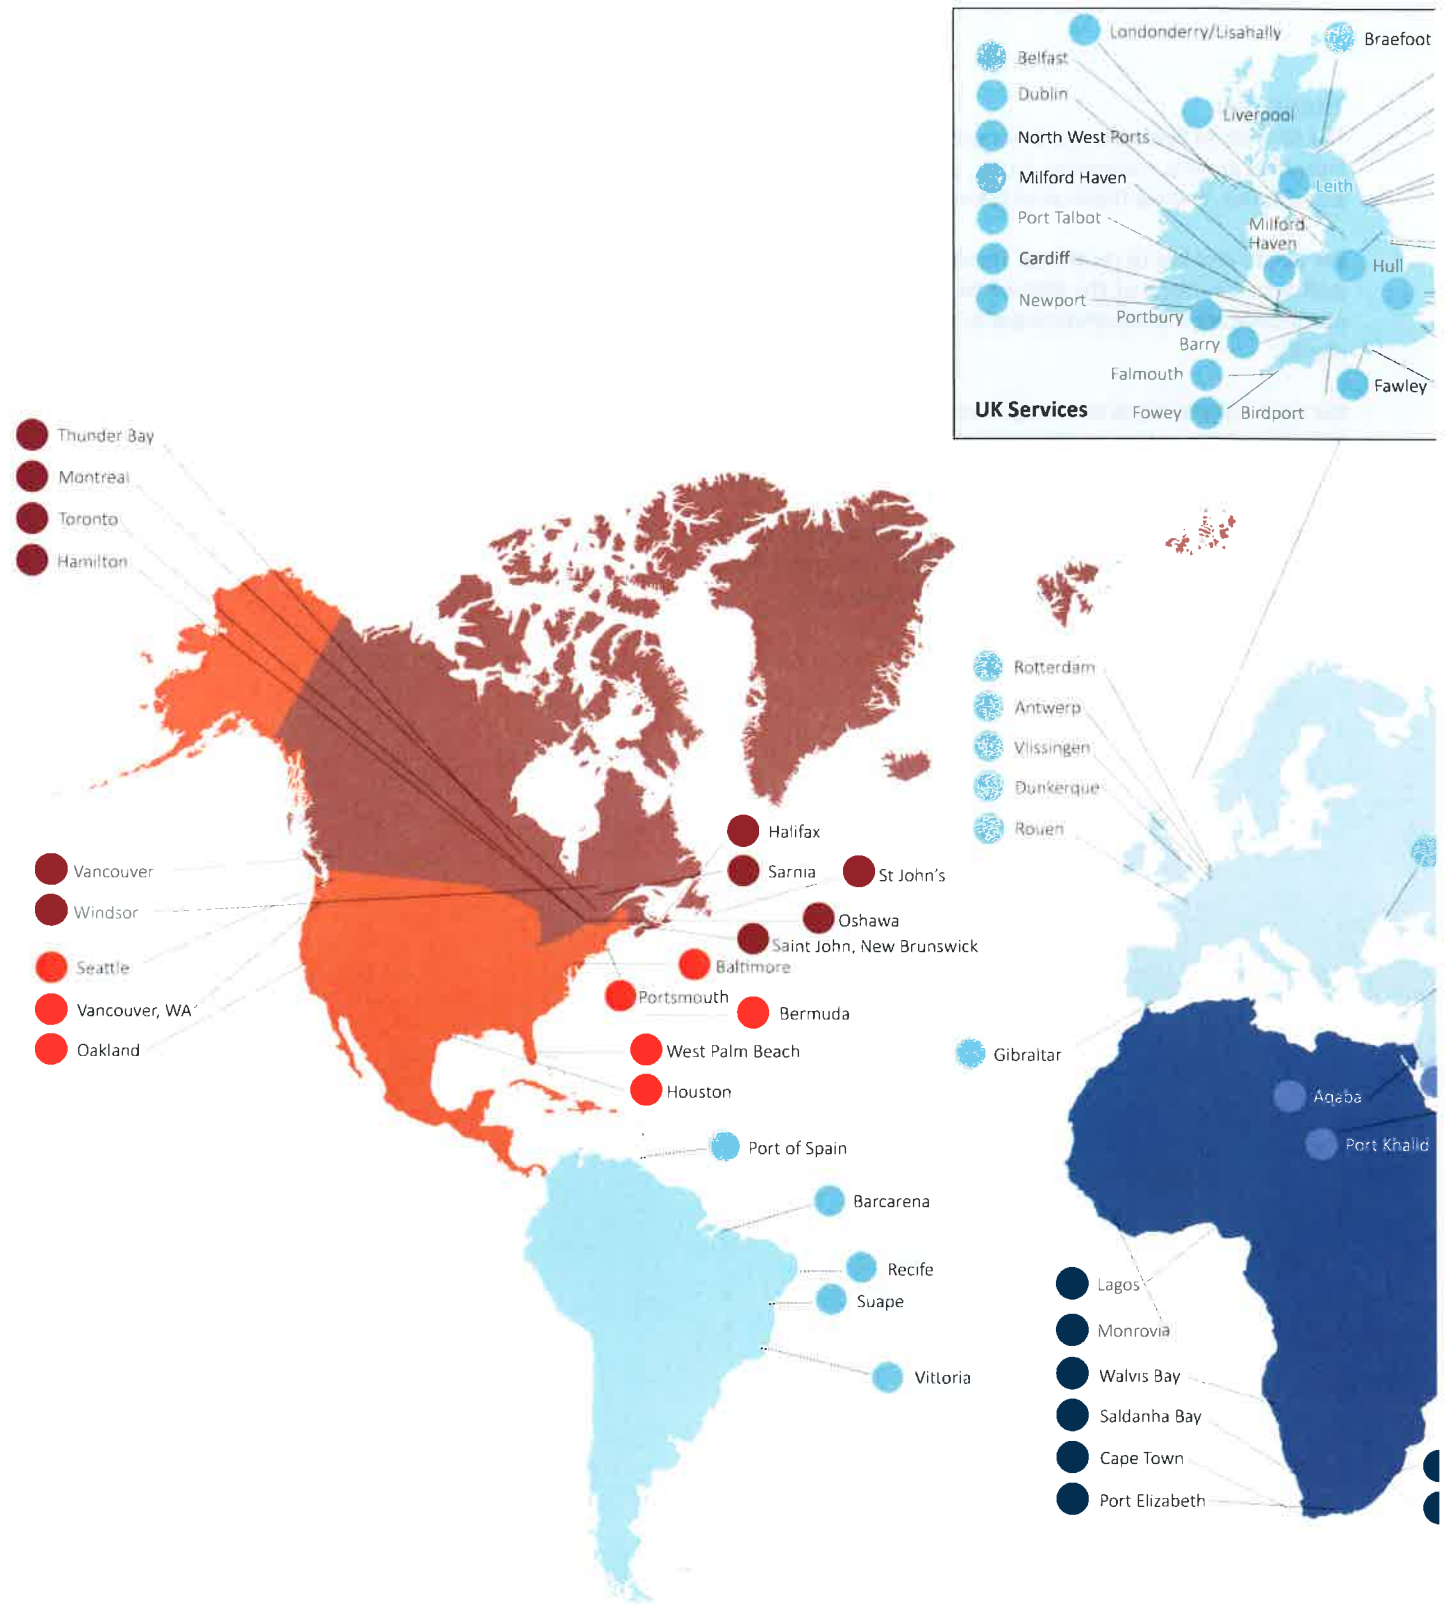 Londonderry/Lisahally
Braefoot
Belfast
Dublin
Liverpool
North West Ports
Milford Haven
Leith
Port Talbot
Milford
Haven
Cardiff
Hull
Newport
Portbury
Barry
Falmouth
Fawley
UK Services
Fowey
Birdport
Thunder Bay
Montreal
Toronto
Hamilton
Rotterdam
Antwerp
Vlissingen
Dunkerque
Rouen
Halifax
Vancouver
Sarnia
St John's
Windsor
Oshawa
Saint John, New Brunswick
Seattle
Baltimore
Portsmouth
Vancouver, WA
Bermuda
Oakland
West Palm Beach
Gibraltar
Houston
Aqaba
Port Khalid
Port of Spain
Barcarena
Recife
Suape
Lagos
Monrovia
Vittoria
Walvis Bay
Saldanha Bay
Cape Town
Port Elizabeth